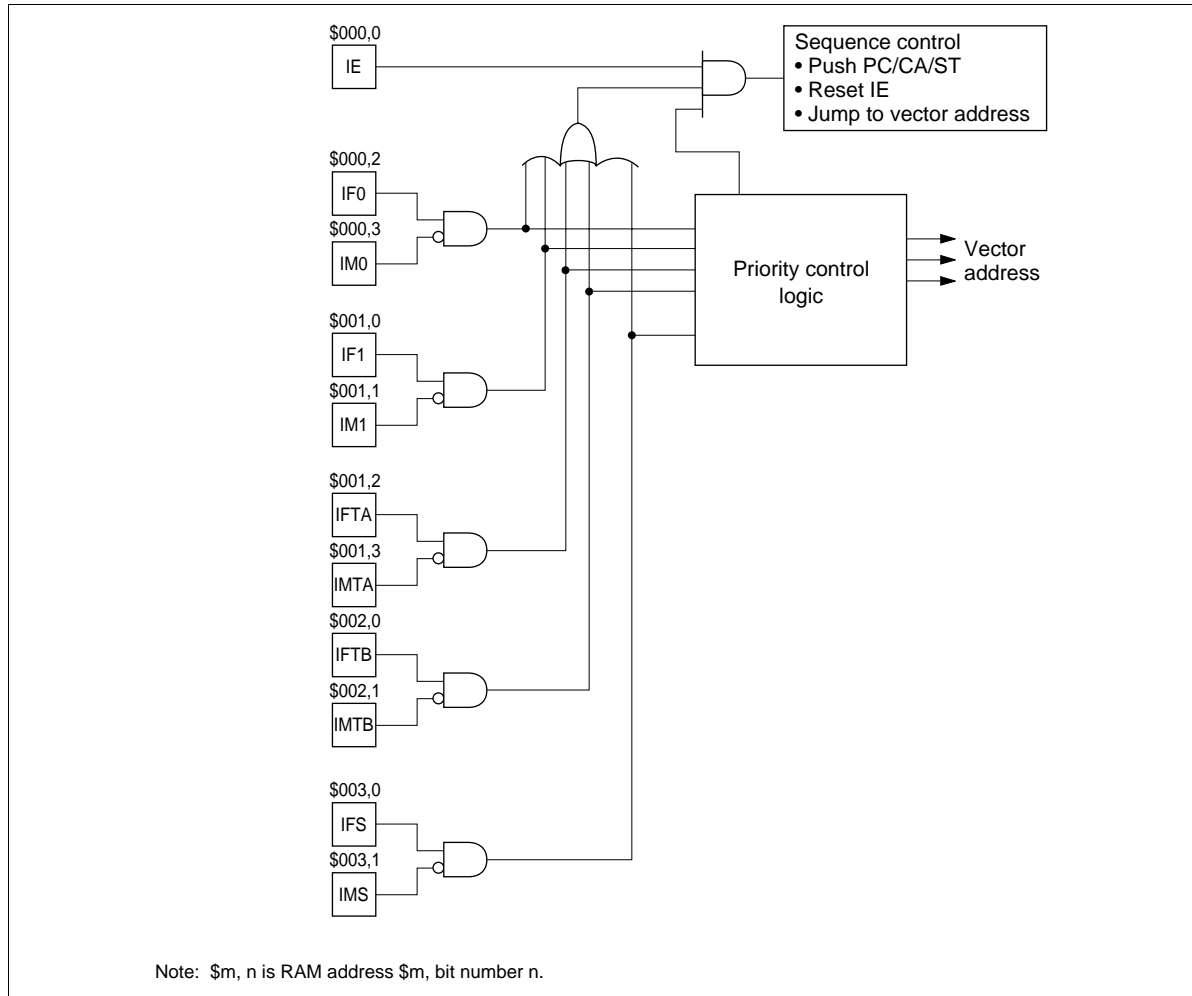 $000,0
IE
Sequence control
• Push PC/CA/ST
• Reset IE
• Jump to vector address
$000,2
IF0
$000,3
IM0
Priority control
logic
Vector
address
$001,0
IF1
$001,1
IM1
$001,2
IFTA
$001,3
IMTA
$002,0
IFTB
$002,1
IMTB
$003,0
IFS
$003,1
IMS
Note: $m, n is RAM address $m, bit number n.